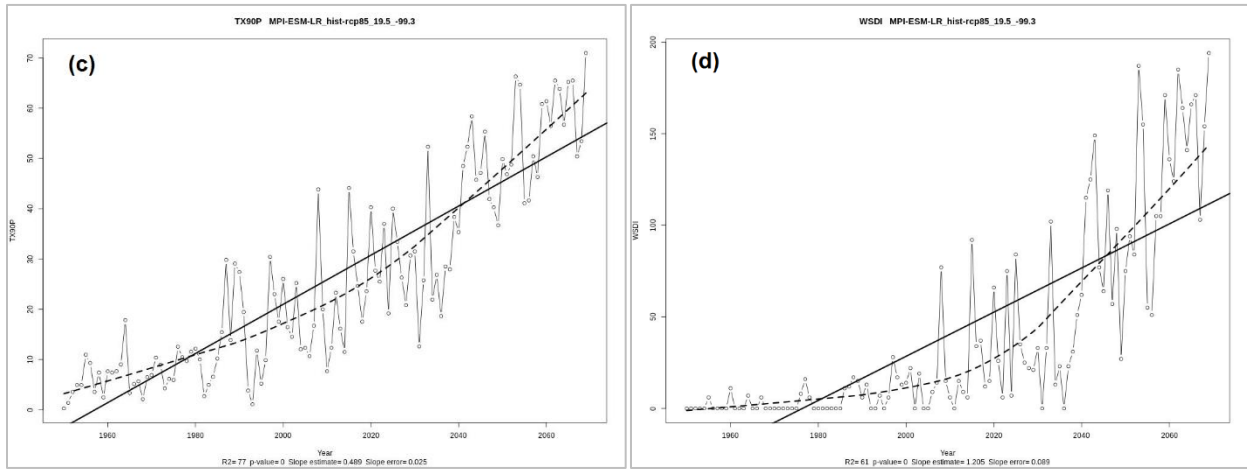 TX90P MPI-ESM-LR_hist-rcp85_19.5_-99.3
(c)
TX90P
70
60
50
40
30
20
10
0
1960 1980 2000 2020 2040 2060
Year
R2= 77 p-value= 0 Slope estimate= 0.489 Slope error= 0.025
WSDI MPI-ESM-LR_hist-rcp85_19.5_-99.3
(d)
WSDI
200
150
100
50
0
1960 1980 2000 2020 2040 2060
Year
R2= 61 p-value= 0 Slope estimate= 1.205 Slope error= 0.089